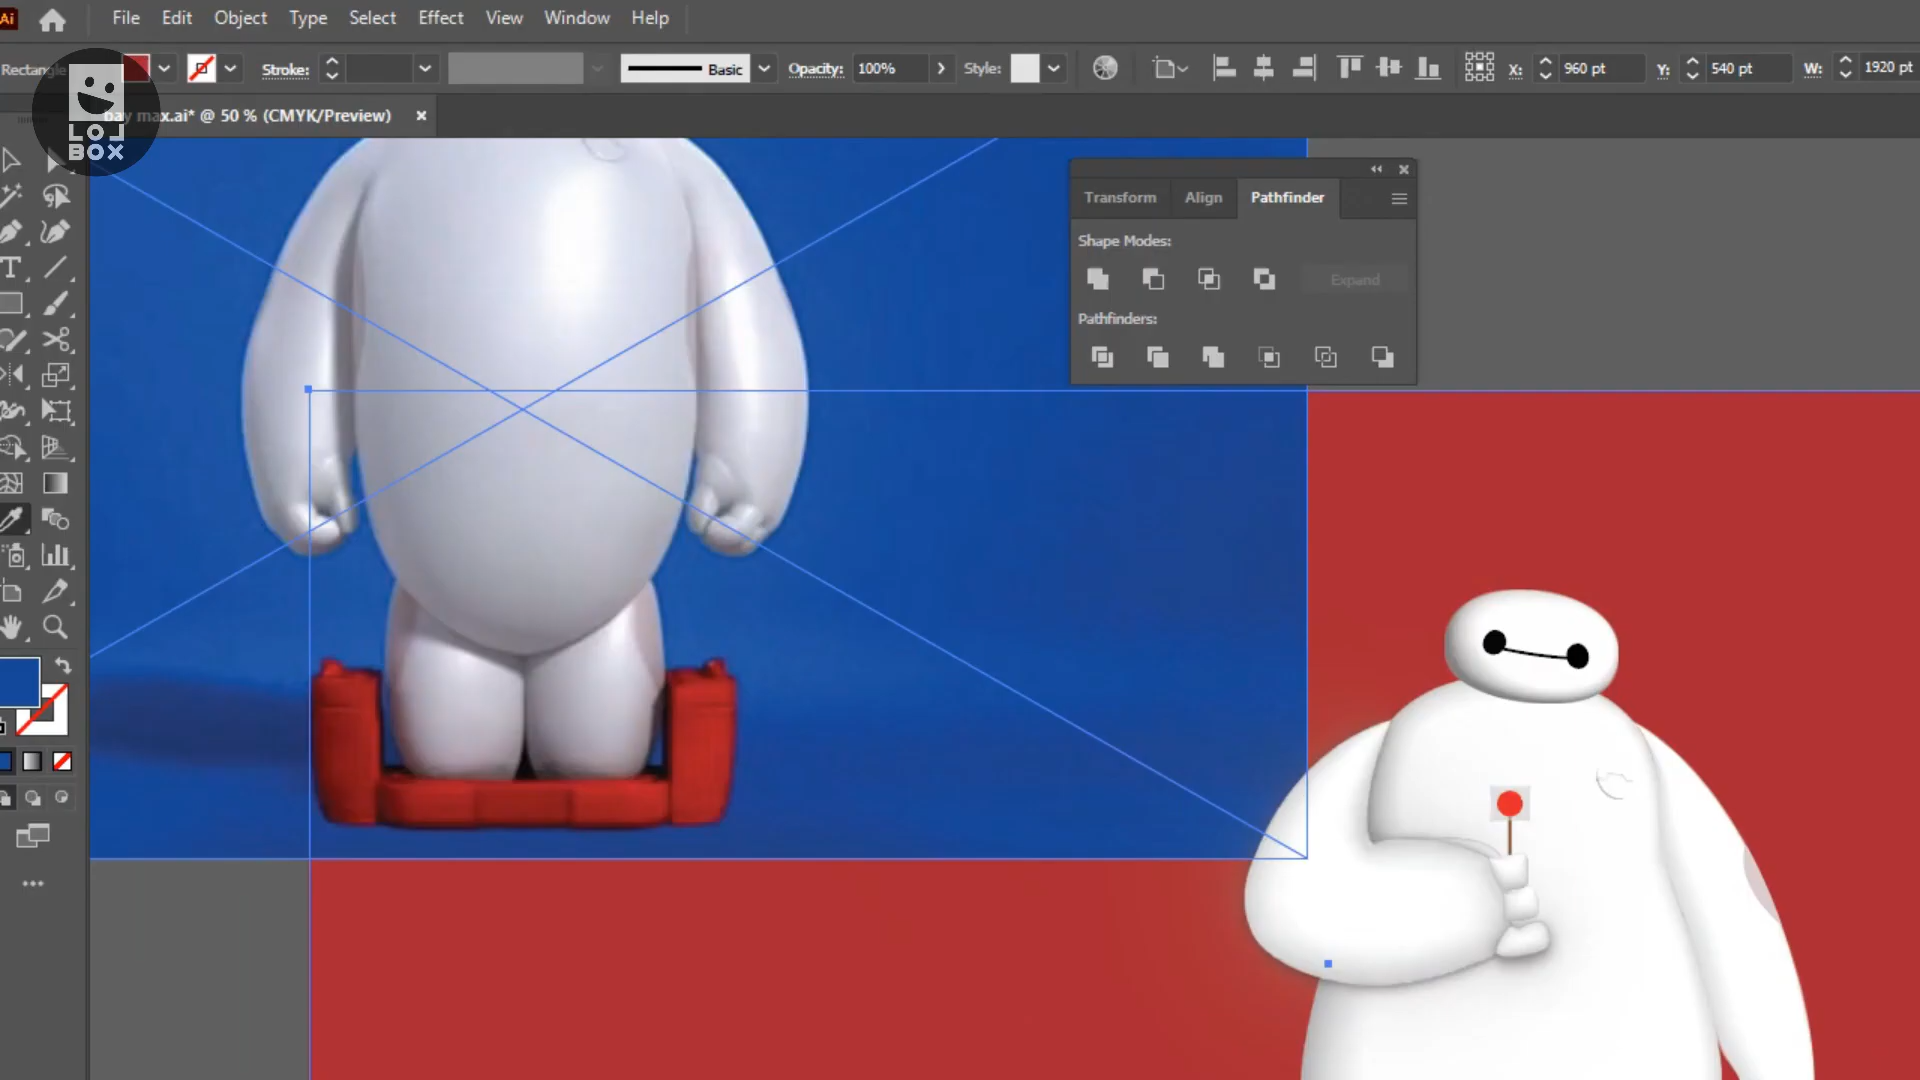 Ai File Edit Object Type Select Effect View Window Help
Rectangle Stroke: Basic Opacity: 100% Style: X: 960 pt Y: 540 pt W: 1920 pt
bay max.ai* @ 50 % (CMYK/Preview)
LOJ
BOX
Transform Align Pathfinder
Shape Modes:
Expand
Pathfinders: